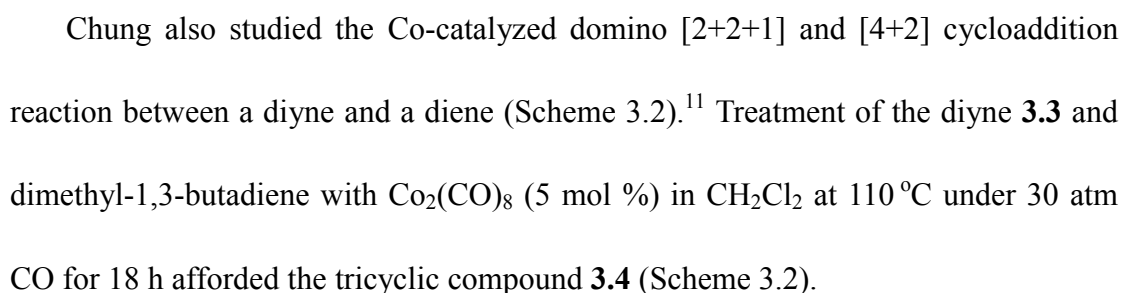 Chung also studied the Co-catalyzed domino [2+2+1] and [4+2] cycloaddition
reaction between a diyne and a diene (Scheme 3.2).¹¹ Treatment of the diyne 3.3 and
dimethyl-1,3-butadiene with Co₂(CO)₈ (5 mol %) in CH₂Cl₂ at 110 °C under 30 atm
CO for 18 h afforded the tricyclic compound 3.4 (Scheme 3.2).